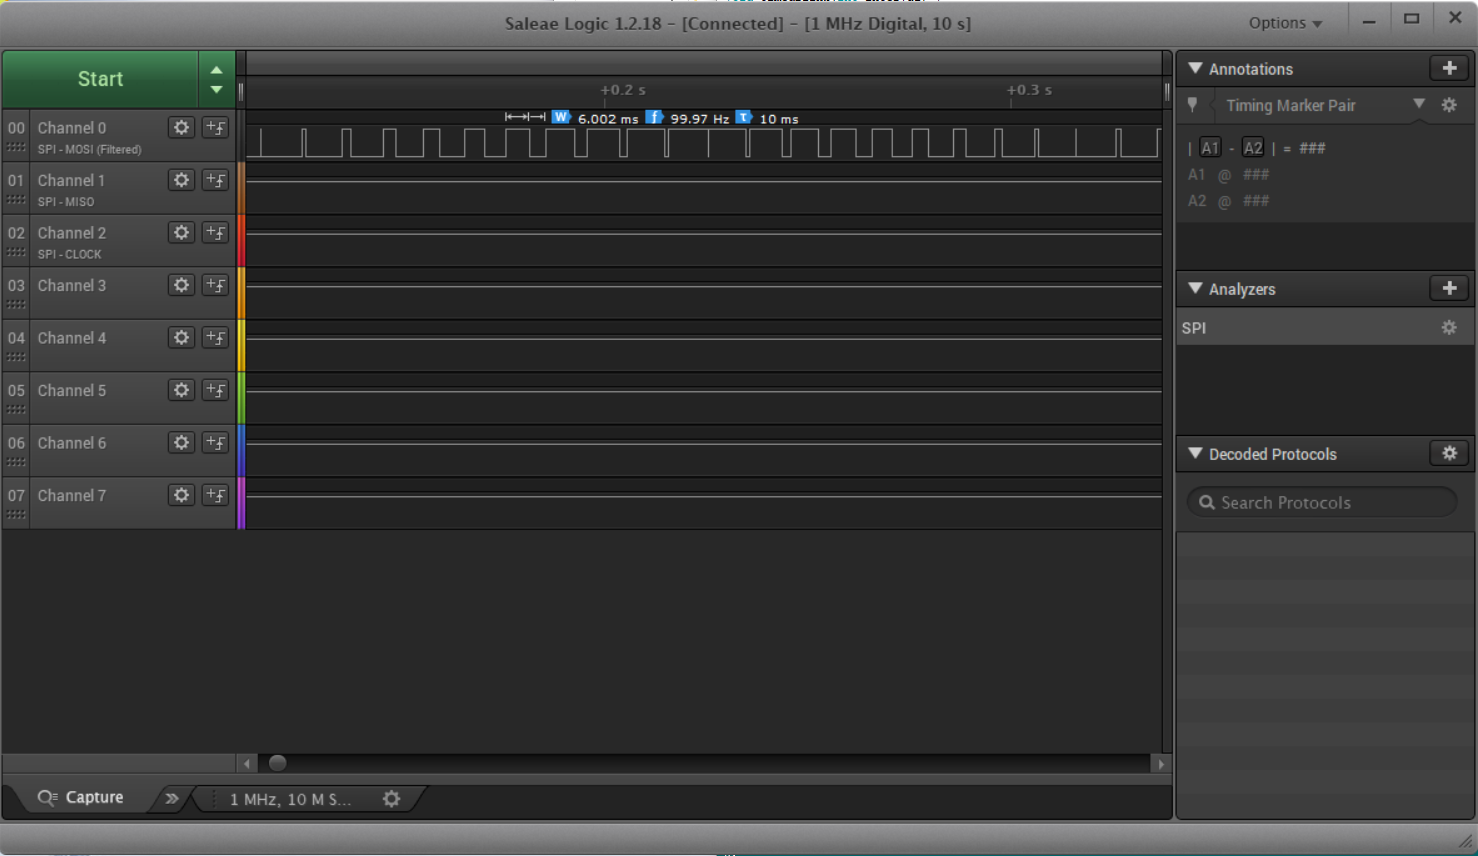 Saleae Logic 1.2.18 - [Connected] - [1 MHz Digital, 10 s]
Options
Start
+0.2 s
+0.3 s
W 6.002 ms f 99.97 Hz τ 10 ms
00 Channel 0
SPI - MOSI (Filtered)
01 Channel 1
SPI - MISO
02 Channel 2
SPI - CLOCK
03 Channel 3
04 Channel 4
05 Channel 5
06 Channel 6
07 Channel 7
Annotations
Timing Marker Pair
| A1 - A2 | = ###
A1 @ ###
A2 @ ###
Analyzers
SPI
Decoded Protocols
Search Protocols
Capture
1 MHz, 10 M S...